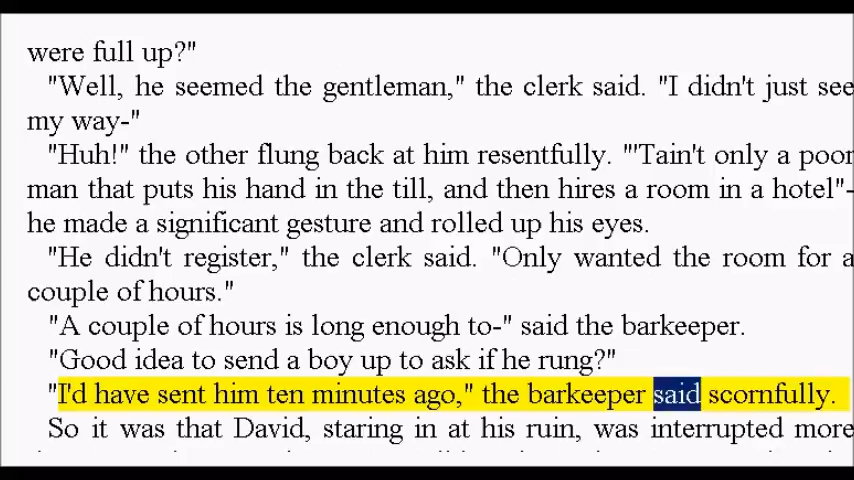 were full up?"
"Well, he seemed the gentleman," the clerk said. "I didn't just see
my way-"
"Huh!" the other flung back at him resentfully. "'Tain't only a poor
man that puts his hand in the till, and then hires a room in a hotel"-
he made a significant gesture and rolled up his eyes.
"He didn't register," the clerk said. "Only wanted the room for a
couple of hours."
"A couple of hours is long enough to-" said the barkeeper.
"Good idea to send a boy up to ask if he rung?"
"I'd have sent him ten minutes ago," the barkeeper said scornfully.
So it was that David, staring in at his ruin, was interrupted more